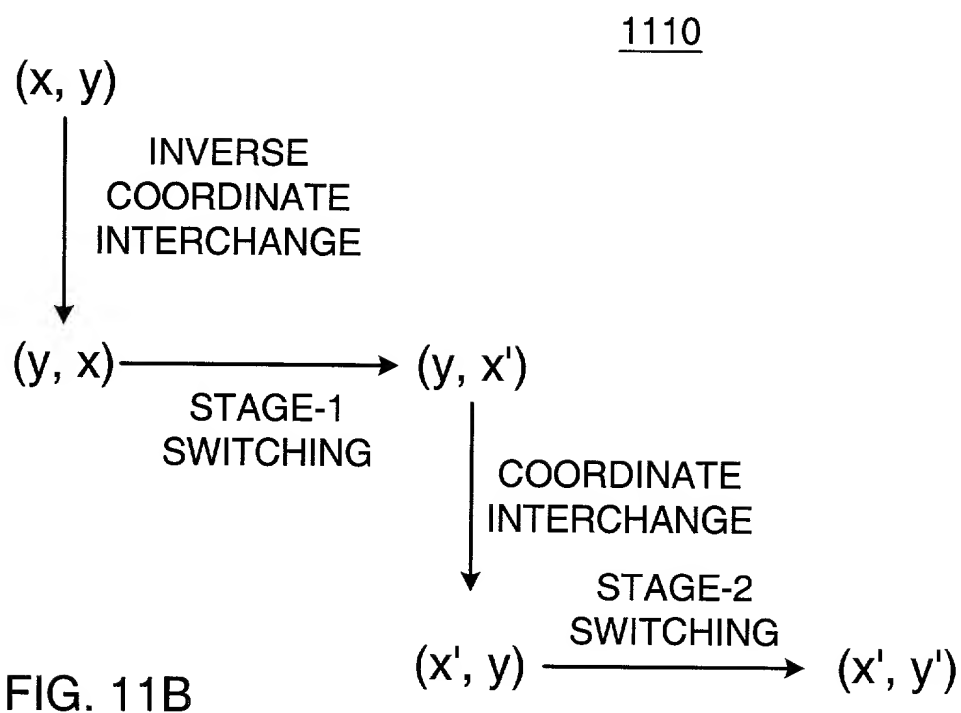 1110
(x, y)
INVERSE
COORDINATE
INTERCHANGE
(y, x)
(y, x')
STAGE-1
SWITCHING
COORDINATE
INTERCHANGE
STAGE-2
SWITCHING
(x', y)
(x', y')
FIG. 11B